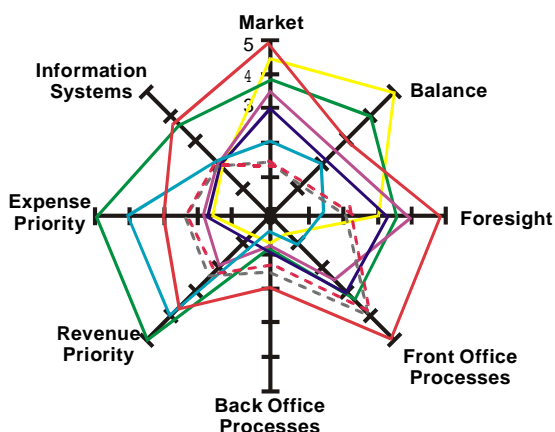 Market
5
4
3
Information
Systems
Balance
Expense
Priority
Foresight
Revenue
Priority
Front Office
Processes
Back Office
Processes